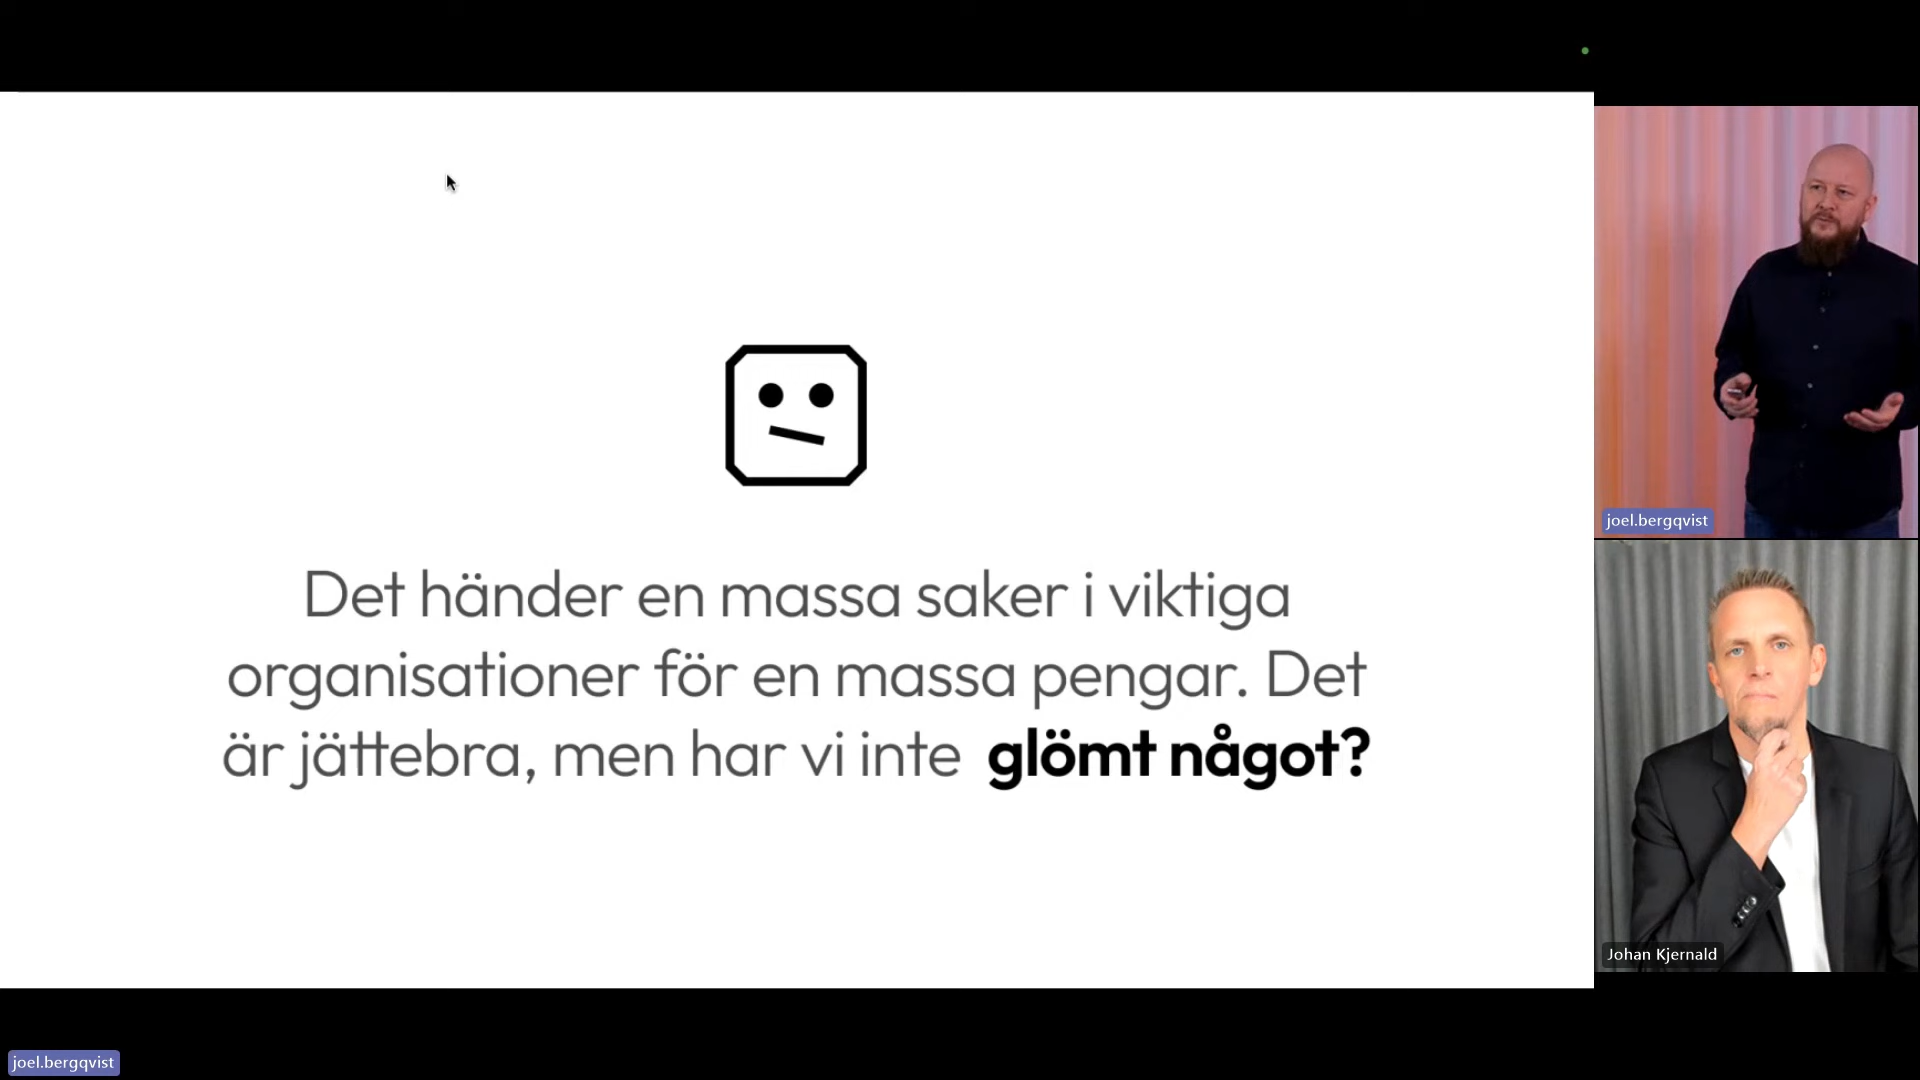 Det händer en massa saker i viktiga
organisationer för en massa pengar. Det
är jättebra, men har vi inte glömt något?
joel.bergqvist
Johan Kjernald
joel.bergqvist